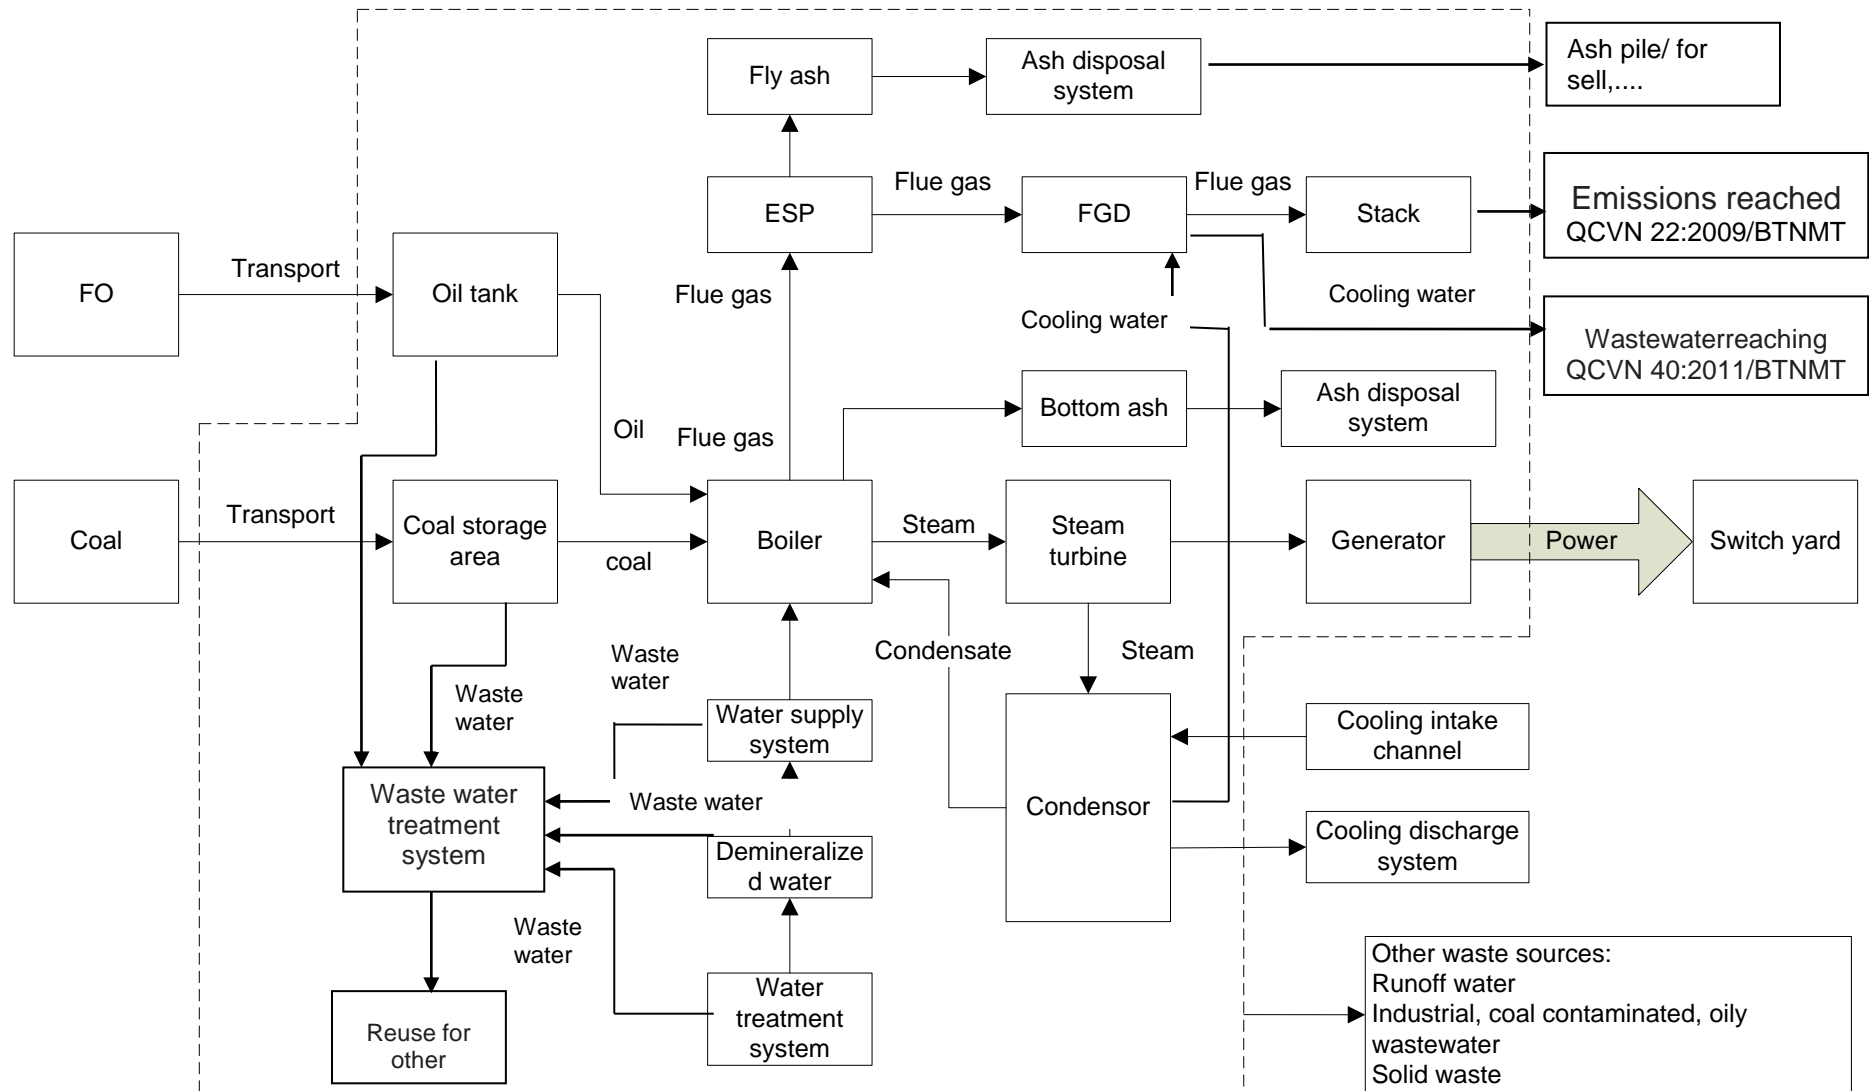 Fly ash
Ash disposal
system
Ash pile/ for
sell,....
Flue gas
Flue gas
ESP
FGD
Stack
Emissions reached
QCVN 22:2009/BTNMT
FO
Transport
Oil tank
Flue gas
Cooling water
Cooling water
Wastewaterreaching
QCVN 40:2011/BTNMT
Oil
Flue gas
Bottom ash
Ash disposal
system
Coal
Transport
Coal storage
area
coal
Boiler
Steam
Steam
turbine
Generator
Power
Switch yard
Waste
water
Condensate
Steam
Waste
water
Water supply
system
Cooling intake
channel
Waste water
treatment
system
Waste water
Condensor
Demineralize
d water
Cooling discharge
system
Waste
water
Water
treatment
system
Reuse for
other
Other waste sources:
Runoff water
Industrial, coal contaminated, oily
wastewater
Solid waste